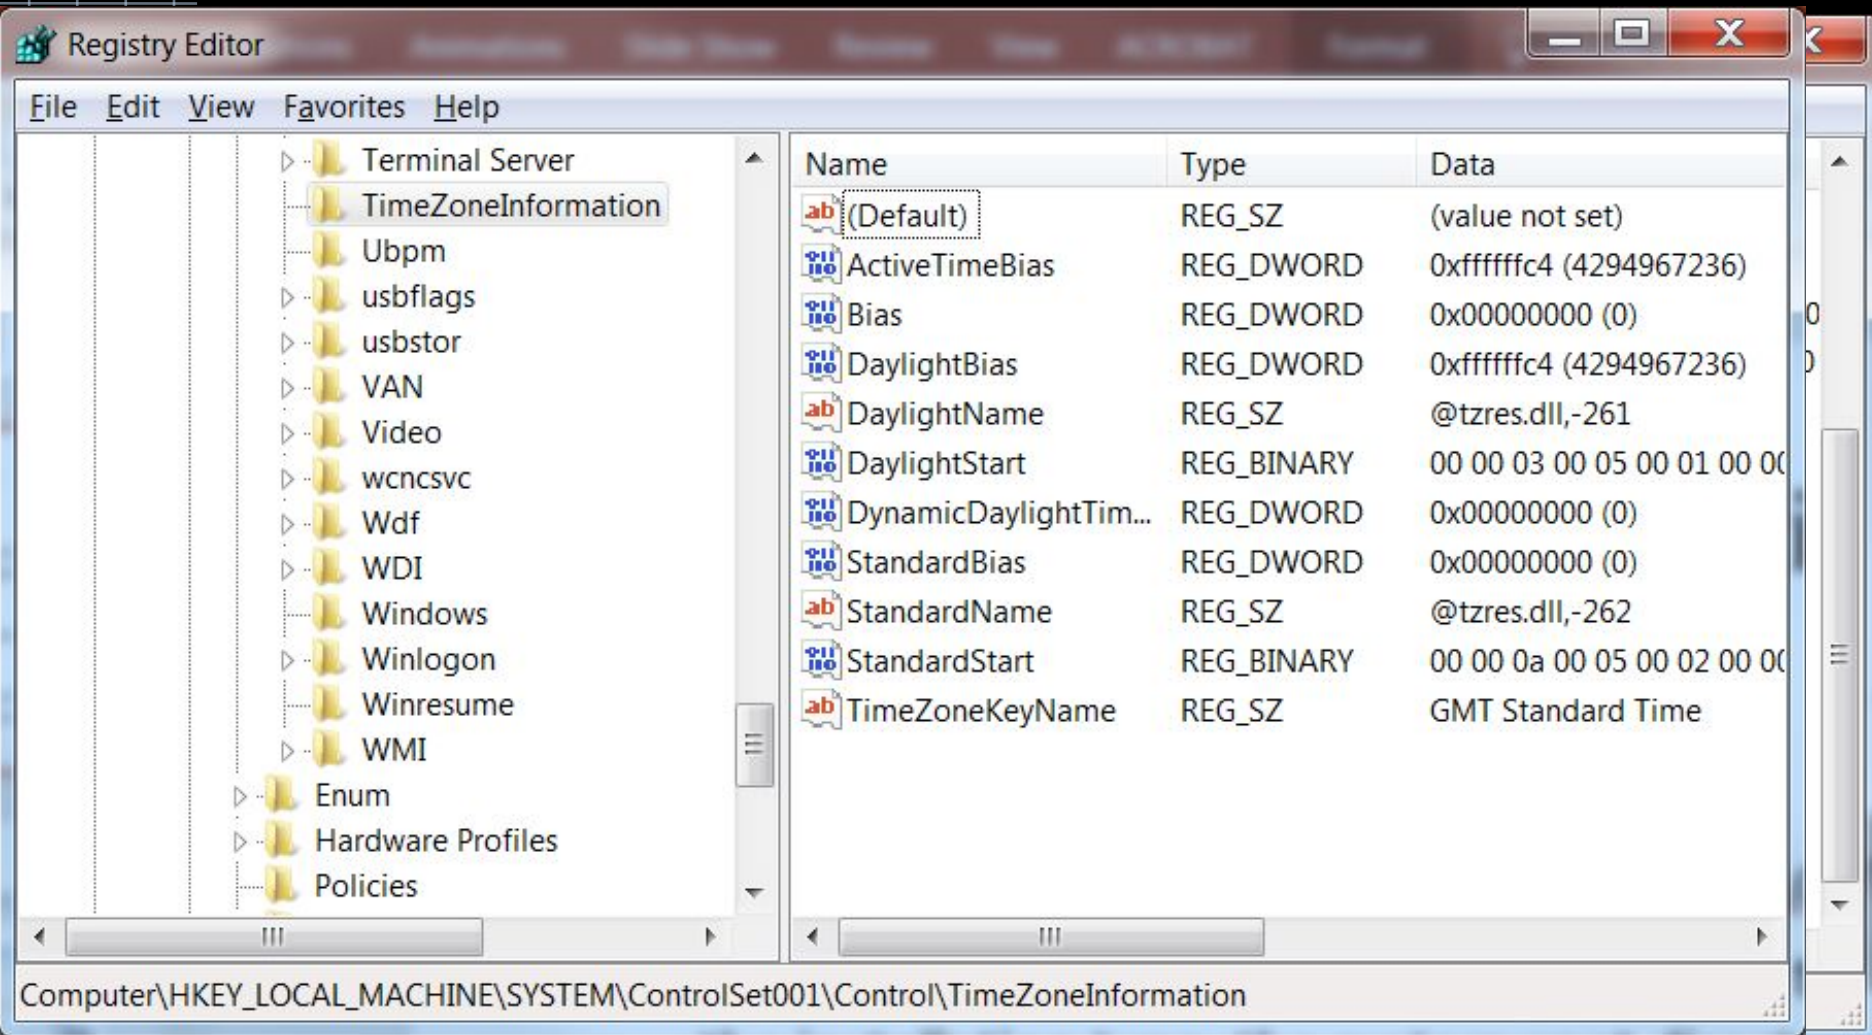 Registry Editor
File Edit View Favorites Help
Terminal Server
TimeZoneInformation
Ubpm
usbflags
usbstor
VAN
Video
wcncsvc
Wdf
WDI
Windows
Winlogon
Winresume
WMI
Enum
Hardware Profiles
Policies
Name Type Data
(Default) REG_SZ (value not set)
ActiveTimeBias REG_DWORD 0xffffffc4 (4294967236)
Bias REG_DWORD 0x00000000 (0)
DaylightBias REG_DWORD 0xffffffc4 (4294967236)
DaylightName REG_SZ @tzres.dll,-261
DaylightStart REG_BINARY 00 00 03 00 05 00 01 00 00
DynamicDaylightTim... REG_DWORD 0x00000000 (0)
StandardBias REG_DWORD 0x00000000 (0)
StandardName REG_SZ @tzres.dll,-262
StandardStart REG_BINARY 00 00 0a 00 05 00 02 00 00
TimeZoneKeyName REG_SZ GMT Standard Time
Computer\HKEY_LOCAL_MACHINE\SYSTEM\ControlSet001\Control\TimeZoneInformation